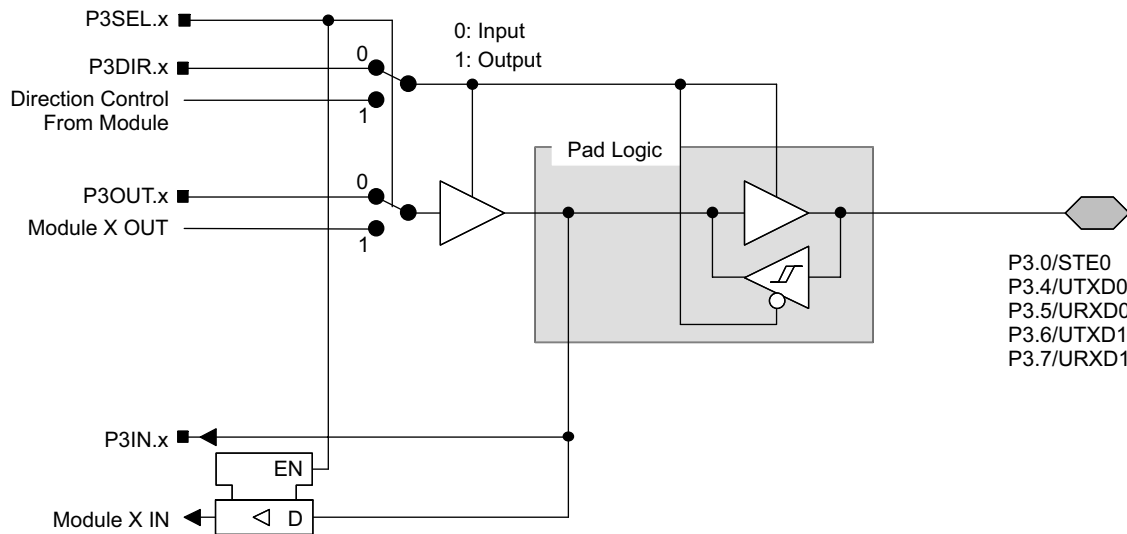 P3SEL.x
0: Input
1: Output
0
P3DIR.x
Direction Control
From Module
1
Pad Logic
P3OUT.x
0
Module X OUT
1
P3.0/STE0
P3.4/UTXD0
P3.5/URXD0
P3.6/UTXD1
P3.7/URXD1
P3IN.x
EN
Module X IN
D